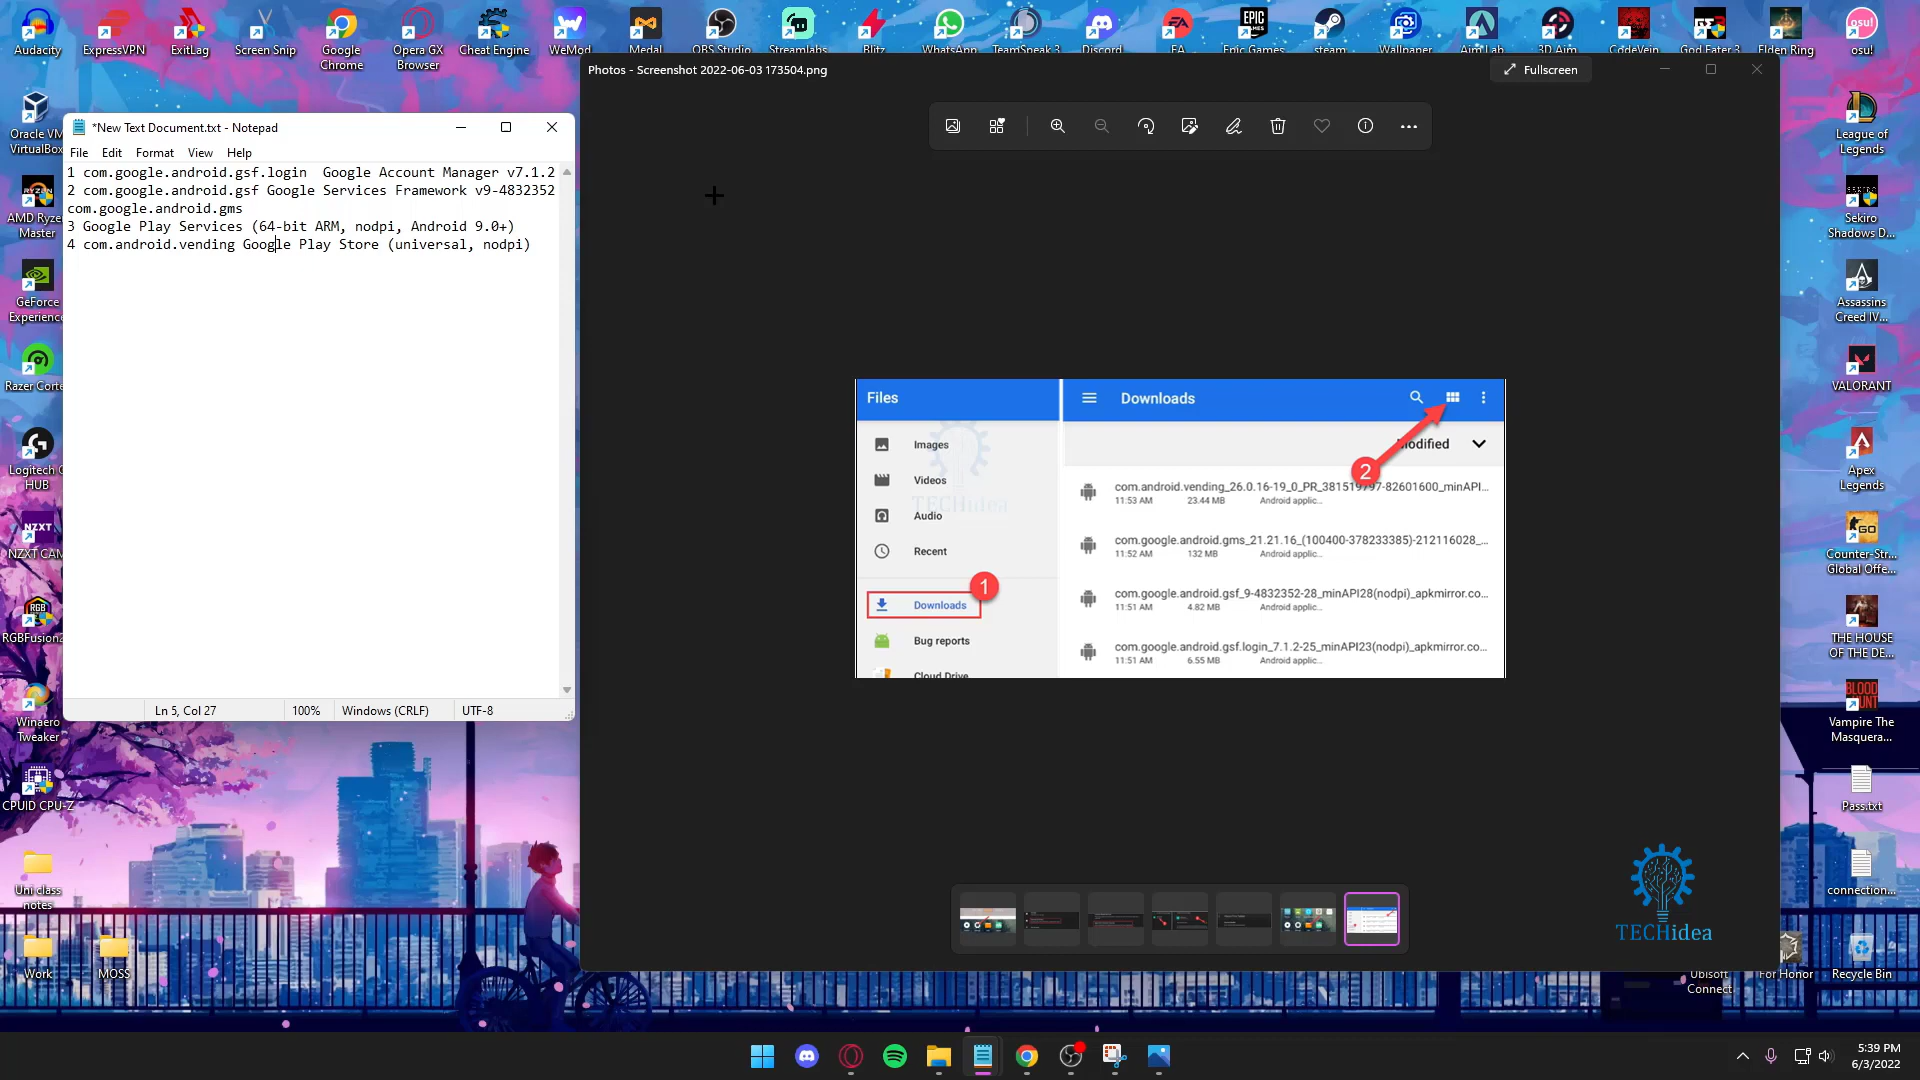 Audacity
ExpressVPN
ExitLag
Screen Snip
Google
Chrome
Opera GX
Browser
Cheat Engine
WeMod
Medal
OBS Studio
Streamlabs
Blitz
WhatsApp
TeamSpeak 3
Discord
EA
Epic Games
steam
Wallpaper
AimLab
3D Aim
CodeVein
God Eater 3
Elden Ring
osu!
Photos - Screenshot 2022-06-03 173504.png
Fullscreen
Oracle VM
VirtualBox
AMD Ryze
Master
GeForce
Experience
Razer Corte
Logitech G
HUB
NZXT CAM
RGBFusion2
Winaero
Tweaker
CPUID CPU-Z
Uni class
notes
Work
MOSS
*New Text Document.txt - Notepad
File Edit Format View Help
1 com.google.android.gsf.login  Google Account Manager v7.1.2
2 com.google.android.gsf Google Services Framework v9-4832352
com.google.android.gms
3 Google Play Services (64-bit ARM, nodpi, Android 9.0+)
4 com.android.vending Google Play Store (universal, nodpi)
Ln 5, Col 27
100%
Windows (CRLF)
UTF-8
Files
Images
Videos
Audio
Recent
1
Downloads
Bug reports
Cloud Drive
TECHidea
Downloads
odified
2
com.android.vending_26.0.16-19_0_PR_381519797-82601600_minAPI...
11:53 AM 23.44 MB Android applic...
com.google.android.gms_21.21.16_(100400-378233385)-212116028_...
11:52 AM 132 MB Android applic...
com.google.android.gsf_9-4832352-28_minAPI28(nodpi)_apkmirror.co...
11:51 AM 4.82 MB Android applic...
com.google.android.gsf.login_7.1.2-25_minAPI23(nodpi)_apkmirror.co...
11:51 AM 6.55 MB Android applic...
League of
Legends
Sekiro
Shadows D...
Assassins
Creed IV...
VALORANT
Apex
Legends
Counter-Str...
Global Offe...
THE HOUSE
OF THE DE...
Vampire The
Masquera...
Pass.txt
connection...
TECHidea
Ubisoft
Connect
For Honor
Recycle Bin
5:39 PM
6/3/2022